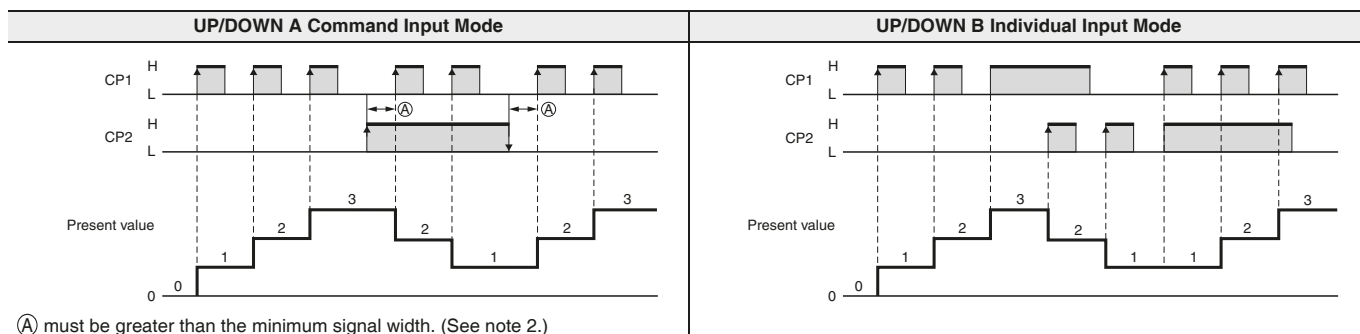 UP/DOWN A Command Input Mode
UP/DOWN B Individual Input Mode
CP1
H
L
Ⓐ
Ⓐ
CP2
H
L
Present value
0
0
1
2
3
2
1
2
3
Ⓐ must be greater than the minimum signal width. (See note 2.)
CP1
H
L
CP2
H
L
Present value
0
0
1
2
3
2
1
1
2
3